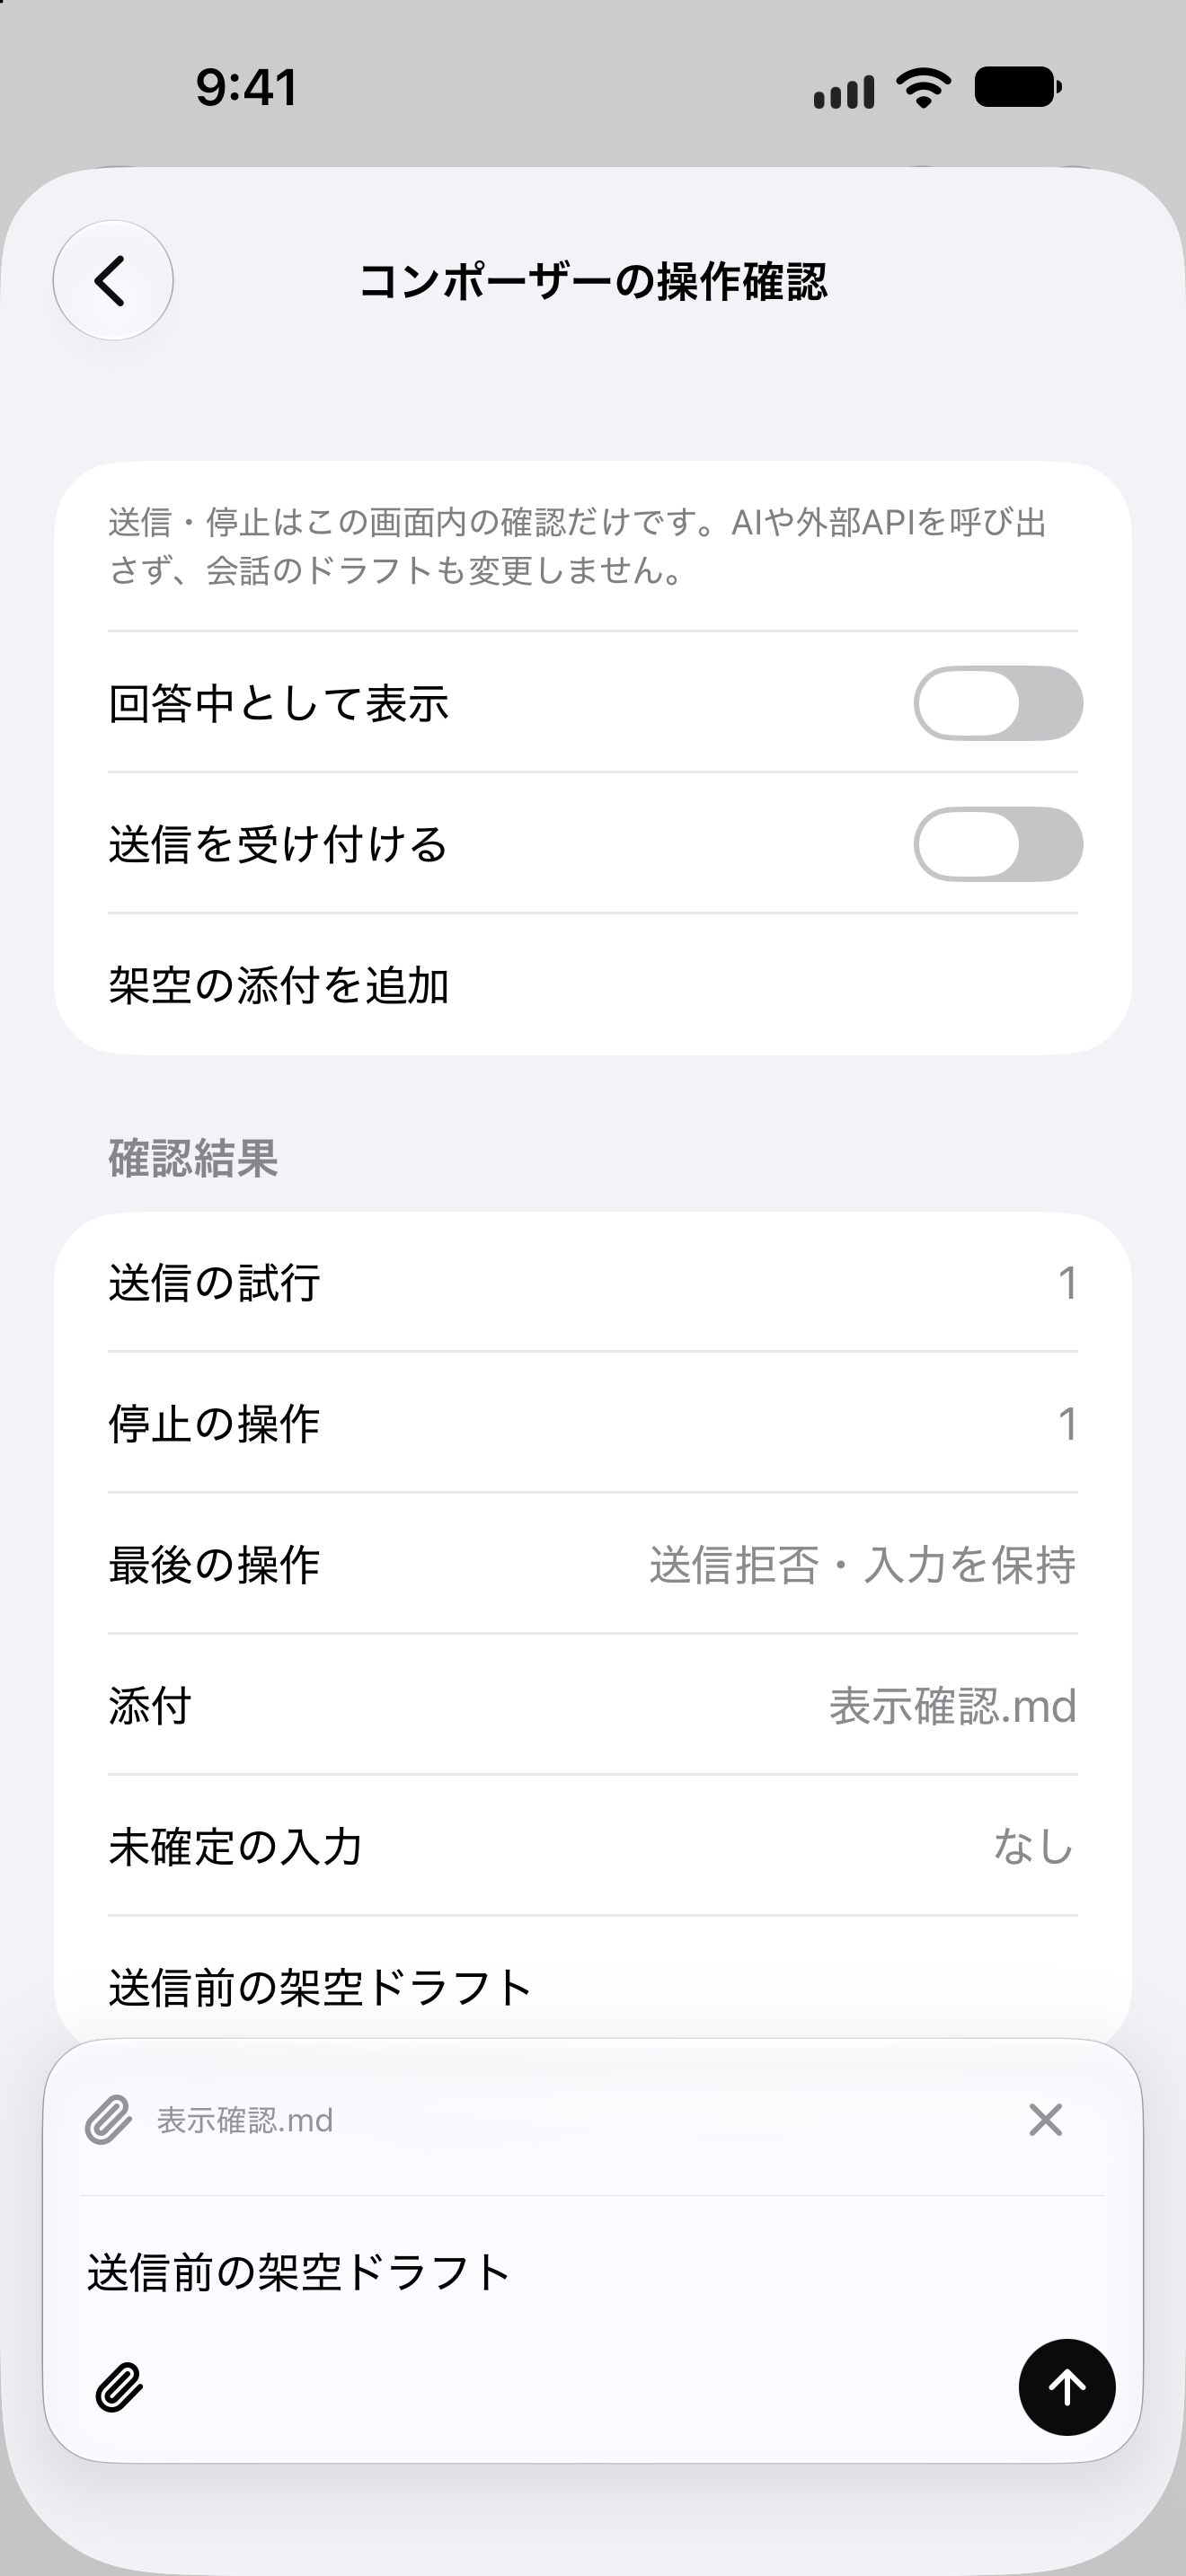 9:41
コンポーザーの操作確認
送信・停止はこの画面内の確認だけです。AIや外部APIを呼び出
さず、会話のドラフトも変更しません。
回答中として表示
送信を受け付ける
架空の添付を追加
確認結果
送信の試行 1
停止の操作 1
最後の操作 送信拒否・入力を保持
添付 表示確認.md
未確定の入力 なし
送信前の架空ドラフト
表示確認.md
送信前の架空ドラフト